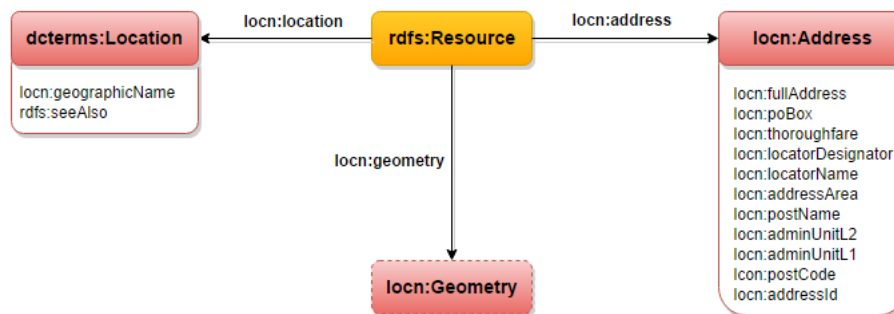 locn:location
locn:address
dcterms:Location
rdfs:Resource
locn:Address
locn:geographicName
rdfs:seeAlso
locn:geometry
locn:fullAddress
locn:poBox
locn:thoroughfare
locn:locatorDesignator
locn:locatorName
locn:addressArea
locn:postName
locn:adminUnitL2
locn:adminUnitL1
lcon:postCode
locn:addressId
locn:Geometry